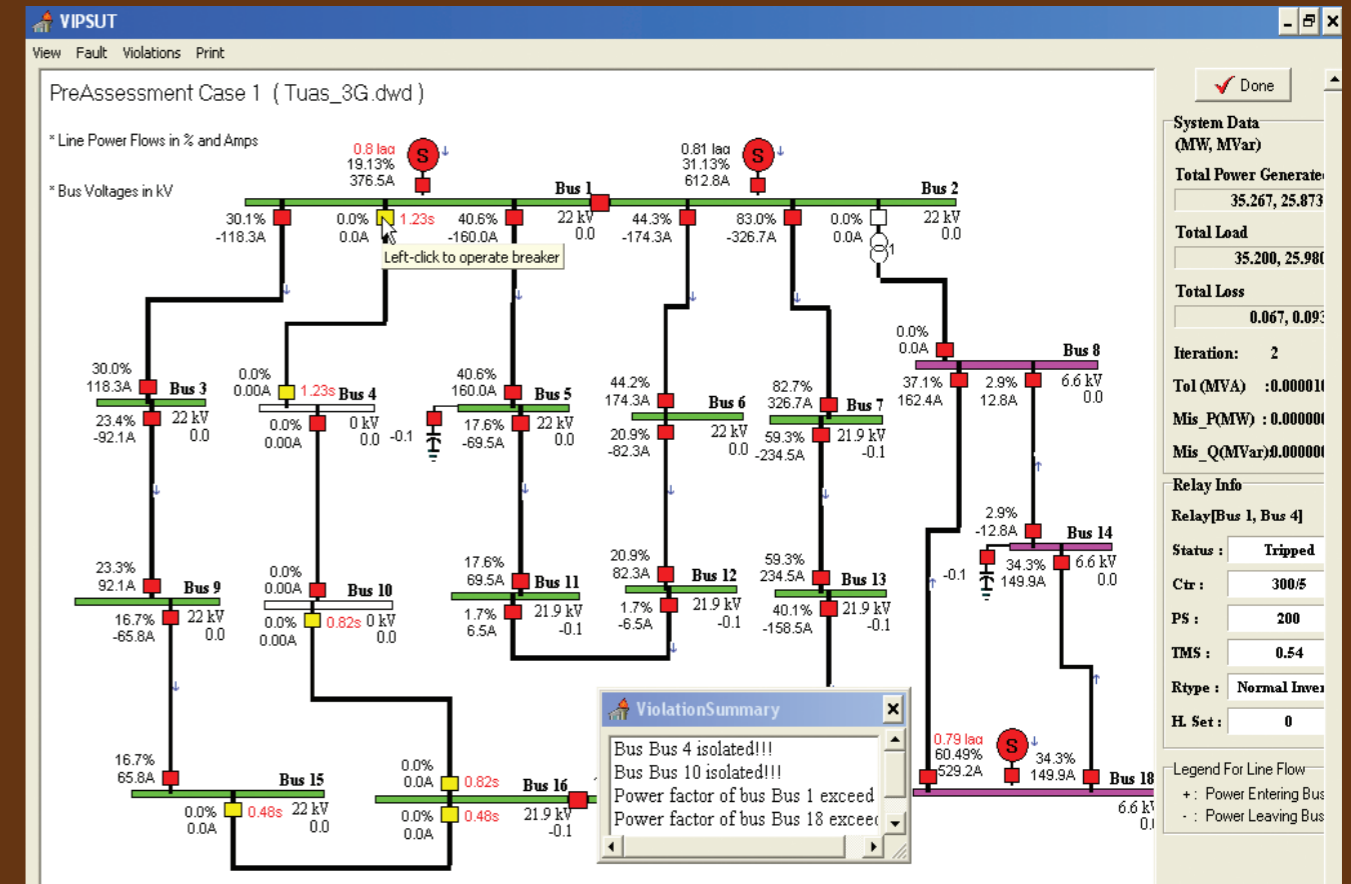 VIPSUT
View Fault Violations Print
PreAssessment Case 1 ( Tuas_3G.dwd )
* Line Power Flows in % and Amps
* Bus Voltages in kV
0.8 lag
19.13%
376.5A
S
Bus 1
22 kV
0.0
0.81 lag
31.13%
612.8A
S
Bus 2
22 kV
0.0
30.1%
-118.3A
0.0%
0.0A
1.23s
Left-click to operate breaker
40.6%
-160.0A
44.3%
-174.3A
83.0%
-326.7A
0.0%
0.0A
1
30.0%
118.3A
Bus 3
23.4%
-92.1A
22 kV
0.0
0.0%
0.00A
1.23s
Bus 4
0.0%
0.00A
0 kV
0.0
40.6%
160.0A
Bus 5
-0.1
17.6%
-69.5A
22 kV
0.0
44.2%
174.3A
Bus 6
20.9%
-82.3A
22 kV
0.0
82.7%
326.7A
Bus 7
59.3%
-234.5A
21.9 kV
-0.1
0.0%
0.0A
Bus 8
37.1%
162.4A
2.9%
12.8A
6.6 kV
0.0
23.3%
92.1A
Bus 9
16.7%
-65.8A
22 kV
0.0
0.0%
0.00A
Bus 10
0.0%
0.00A
0.82s
0 kV
0.0
17.6%
69.5A
Bus 11
1.7%
6.5A
21.9 kV
-0.1
20.9%
82.3A
Bus 12
1.7%
-6.5A
21.9 kV
-0.1
59.3%
234.5A
Bus 13
40.1%
-158.5A
21.9 kV
-0.1
2.9%
-12.8A
Bus 14
-0.1
34.3%
149.9A
6.6 kV
0.0
16.7%
65.8A
Bus 15
0.0%
0.0A
0.48s
22 kV
0.0
0.0%
0.0A
0.82s
Bus 16
0.0%
0.0A
0.48s
21.9 kV
-0.1
0.79 lag
60.49%
529.2A
S
34.3%
149.9A
Bus 18
6.6 kV
ViolationSummary
Bus Bus 4 isolated!!!
Bus Bus 10 isolated!!!
Power factor of bus Bus 1 exceed
Power factor of bus Bus 18 exceed
Done
System Data
(MW, MVar)
Total Power Generate
35.267, 25.873
Total Load
35.200, 25.980
Total Loss
0.067, 0.093
Iteration: 2
Tol (MVA) :0.000010
Mis_P(MW) : 0.000000
Mis_Q(MVar):0.000000
Relay Info
Relay[Bus 1, Bus 4]
Status : Tripped
Ctr : 300/5
PS : 200
TMS : 0.54
Rtype : Normal Inver
H. Set : 0
Legend For Line Flow
+ : Power Entering Bus
- : Power Leaving Bus